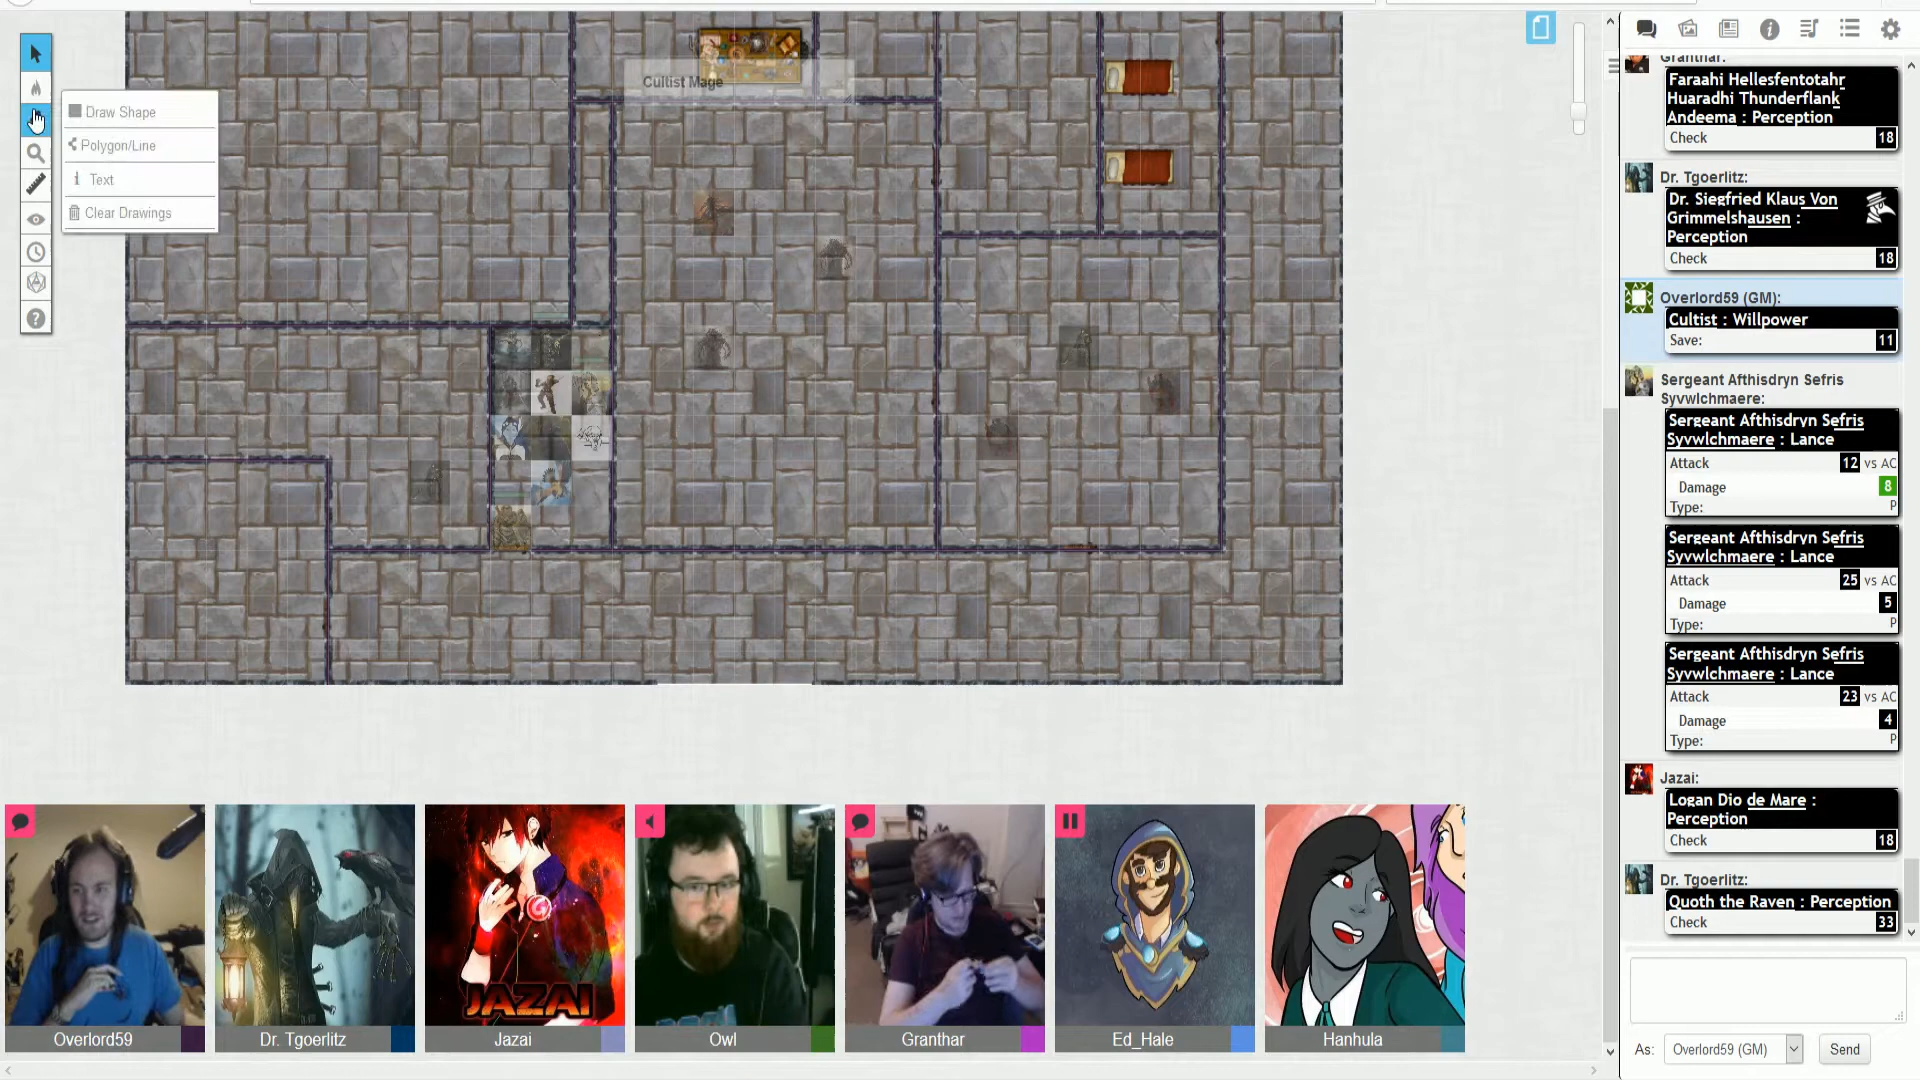 Draw Shape
Polygon/Line
Text
Clear Drawings
Cultist Mage
Granthar:
Faraahi Hellesfentotahr
Huaradhi Thunderflank
Andeema : Perception
Check 18
Dr. Tgoerlitz:
Dr. Siegfried Klaus Von
Grimmelshausen :
Perception
Check 18
Overlord59 (GM):
Cultist : Willpower
Save: 11
Sergeant Afthisdryn Sefris
Syvwlchmaere:
Sergeant Afthisdryn Sefris
Syvwlchmaere : Lance
Attack 12 vs AC
Damage 8
Type: P
Sergeant Afthisdryn Sefris
Syvwlchmaere : Lance
Attack 25 vs AC
Damage 5
Type: P
Sergeant Afthisdryn Sefris
Syvwlchmaere : Lance
Attack 23 vs AC
Damage 4
Type: P
Jazai:
Logan Dio de Mare :
Perception
Check 18
Dr. Tgoerlitz:
Quoth the Raven : Perception
Check 33
As: Overlord59 (GM) Send
JAZAI
Overlord59
Dr. Tgoerlitz
Jazai
Owl
Granthar
Ed_Hale
Hanhula